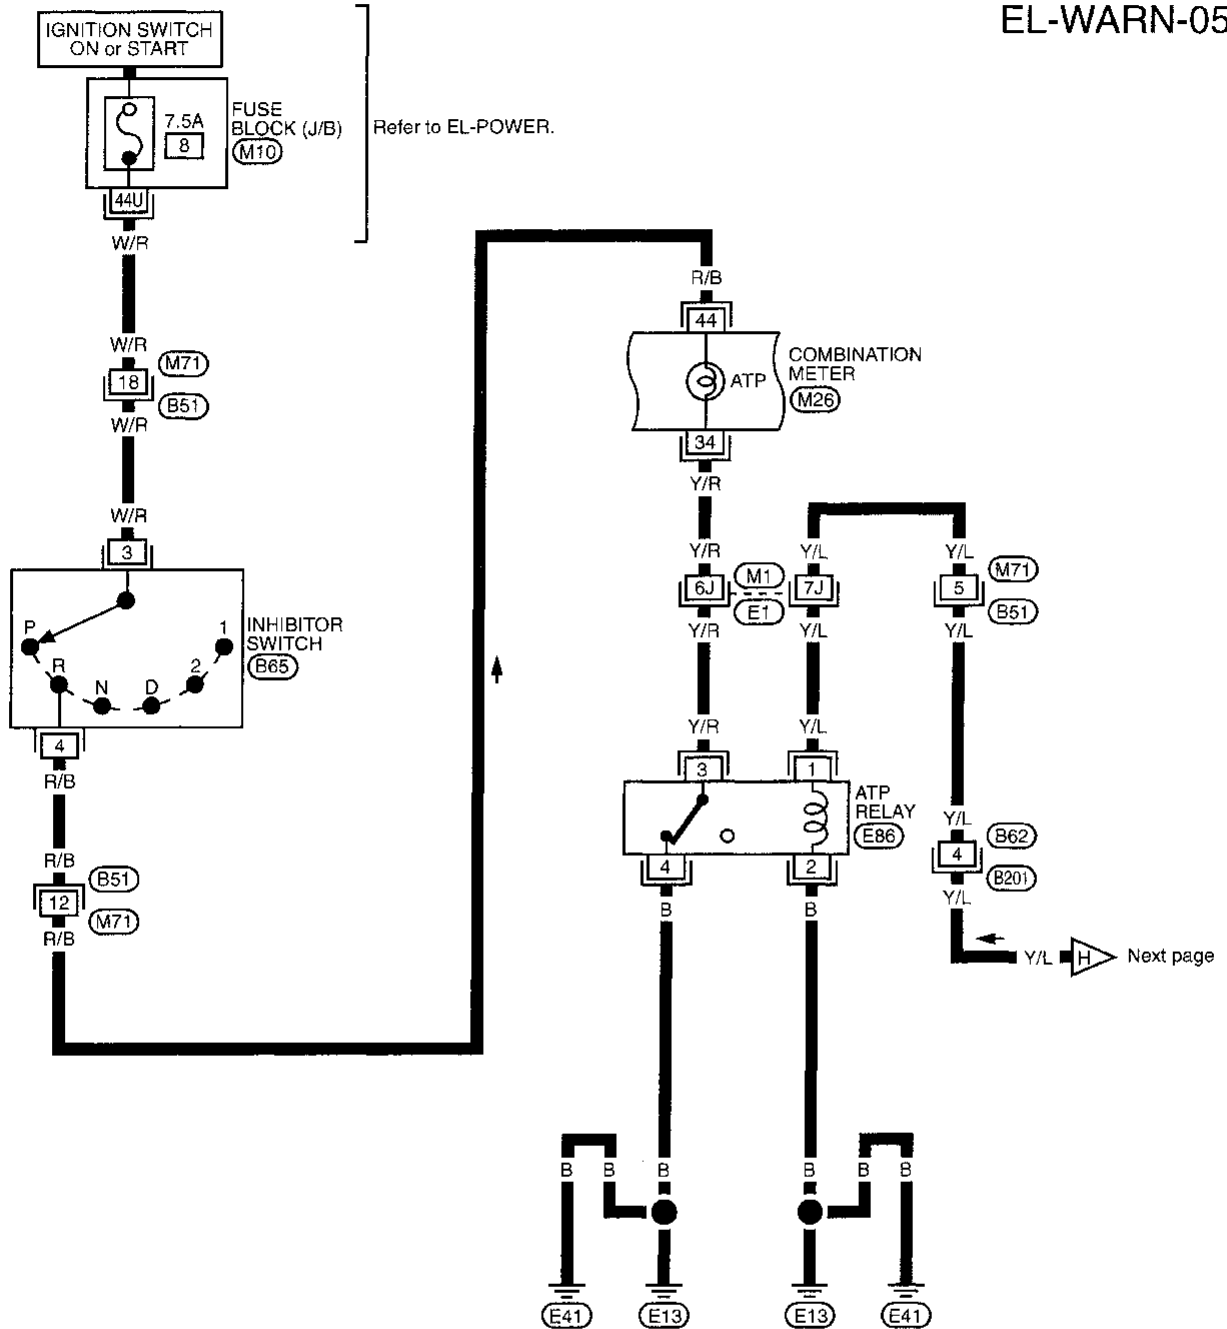 EL-WARN-05
IGNITION SWITCH
ON or START
7.5A
8
FUSE
BLOCK (J/B)
M10
Refer to EL-POWER.
44U
W/R
W/R
18
M71
B51
W/R
W/R
3
P
R
N
D
2
1
INHIBITOR
SWITCH
B65
4
R/B
R/B
12
B51
M71
R/B
R/B
44
ATP
COMBINATION
METER
M26
34
Y/R
Y/R
6J
M1
E1
Y/R
Y/R
3
Y/L
7J
Y/L
Y/L
1
Y/L
5
M71
B51
Y/L
Y/L
4
B62
B201
Y/L
Y/L
H
Next page
ATP
RELAY
E86
4
2
B
B
B
B
B
B
B
B
E41
E13
E13
E41